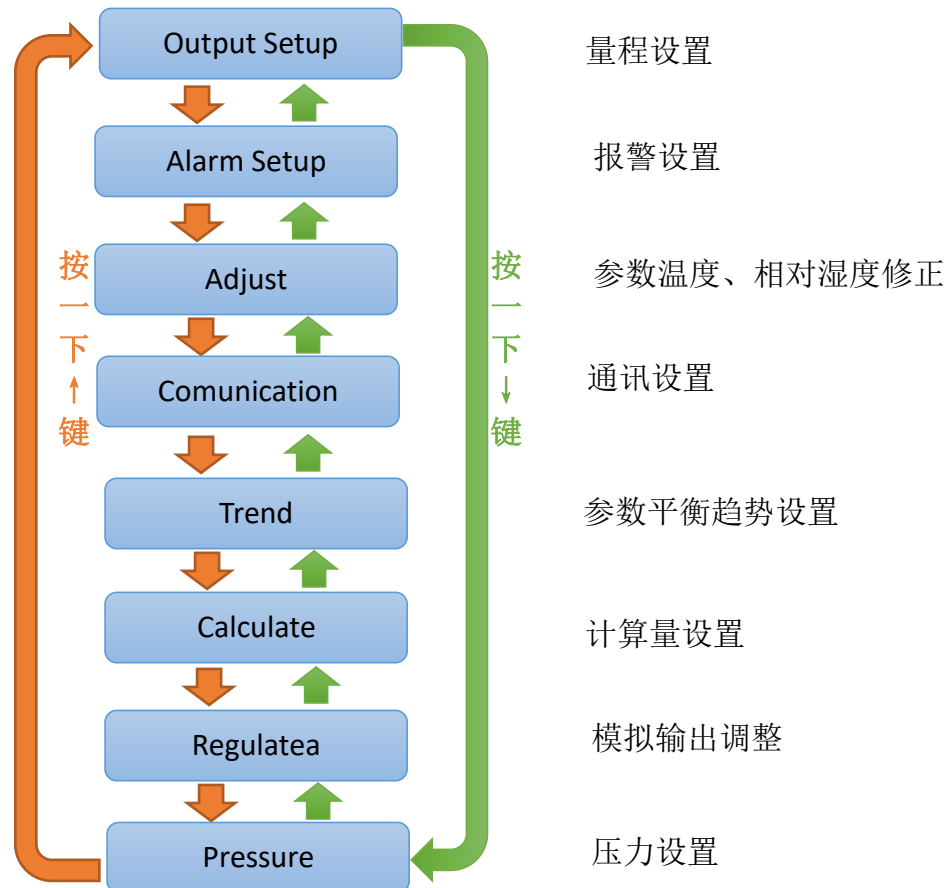 Output Setup
量程设置
Alarm Setup
报警设置
Adjust
参数温度、相对湿度修正
Comunication
通讯设置
Trend
参数平衡趋势设置
Calculate
计算量设置
Regulatea
模拟输出调整
Pressure
压力设置
按一下↑键
按一下↓键